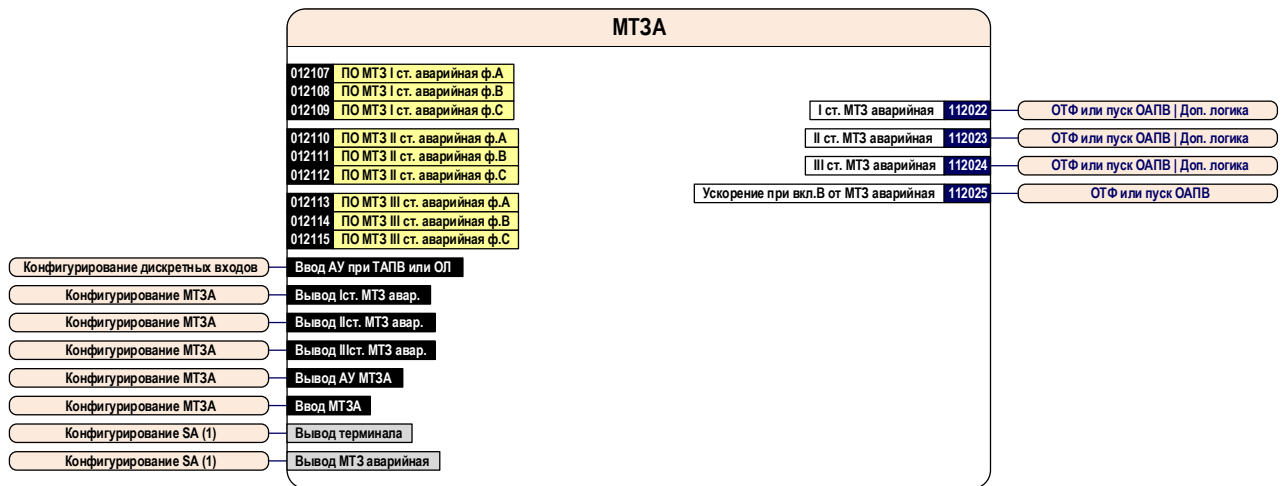 МТЗА
012107 ПО МТЗ I ст. аварийная ф.А
012108 ПО МТЗ I ст. аварийная ф.В
012109 ПО МТЗ I ст. аварийная ф.С
I ст. МТЗ аварийная 112022 ОТФ или пуск ОАПВ | Доп. логика
012110 ПО МТЗ II ст. аварийная ф.А
II ст. МТЗ аварийная 112023 ОТФ или пуск ОАПВ | Доп. логика
012111 ПО МТЗ II ст. аварийная ф.В
012112 ПО МТЗ II ст. аварийная ф.С
III ст. МТЗ аварийная 112024 ОТФ или пуск ОАПВ | Доп. логика
Ускорение при вкл.В от МТЗ аварийная 112025 ОТФ или пуск ОАПВ
012113 ПО МТЗ III ст. аварийная ф.А
012114 ПО МТЗ III ст. аварийная ф.В
012115 ПО МТЗ III ст. аварийная ф.С
Конфигурирование дискретных входов Ввод АУ при ТАПВ или ОЛ
Конфигурирование МТЗА Вывод Iст. МТЗ авар.
Конфигурирование МТЗА Вывод IIст. МТЗ авар.
Конфигурирование МТЗА Вывод IIIст. МТЗ авар.
Конфигурирование МТЗА Вывод АУ МТЗА
Конфигурирование МТЗА Ввод МТЗА
Конфигурирование SA (1) Вывод терминала
Конфигурирование SA (1) Вывод МТЗ аварийная